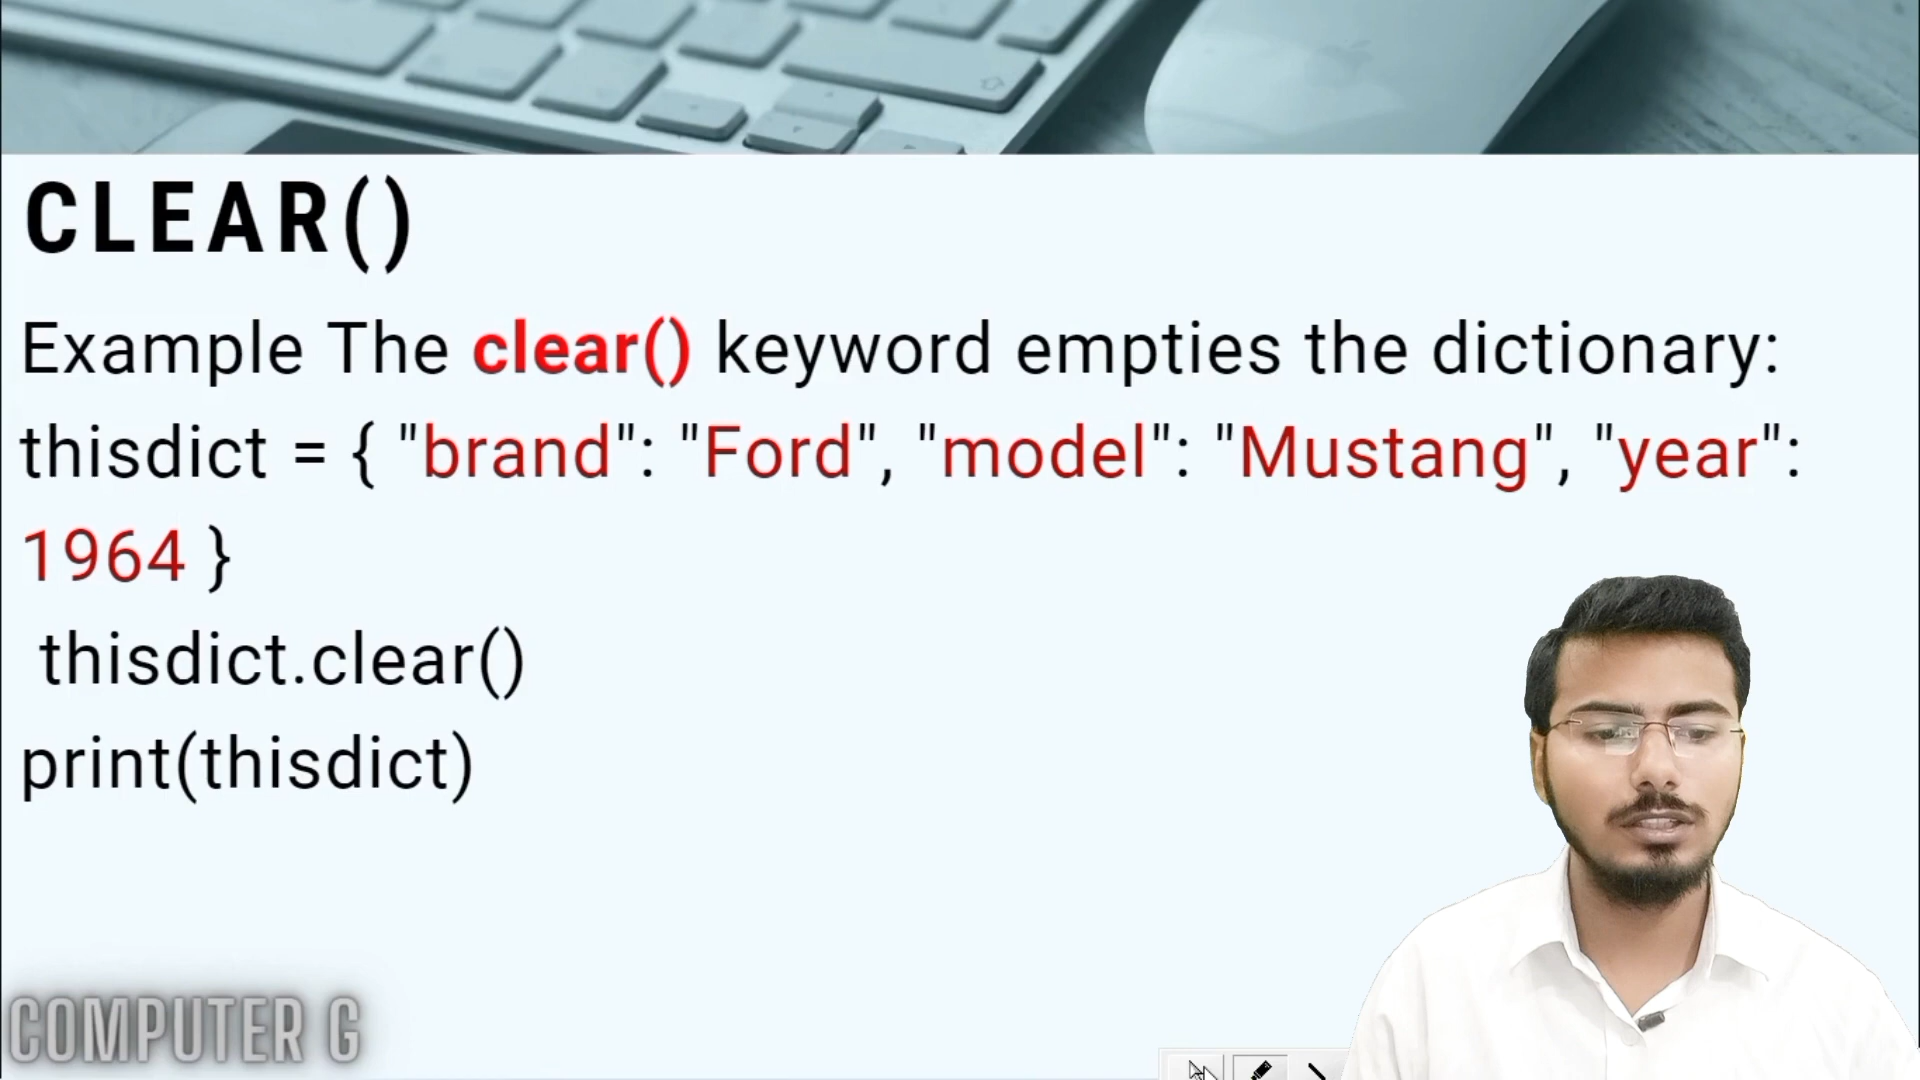 CLEAR()
Example The clear() keyword empties the dictionary:
thisdict = { "brand": "Ford", "model": "Mustang", "year":
1964 }
thisdict.clear()
print(thisdict)
COMPUTER G